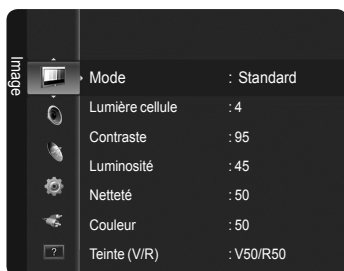 Image
Mode : Standard
Lumière cellule : 4
Contraste : 95
Luminosité : 45
Netteté : 50
Couleur : 50
Teinte (V/R) : V50/R50
?